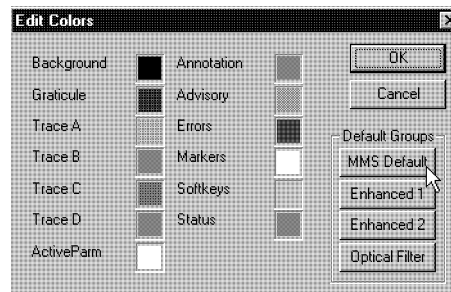 Edit Colors
Background
Annotation
OK
Graticule
Advisory
Cancel
Trace A
Errors
Default Groups
Trace B
Markers
MMS Default
Trace C
Softkeys
Enhanced 1
Trace D
Status
Enhanced 2
ActiveParm
Optical Filter